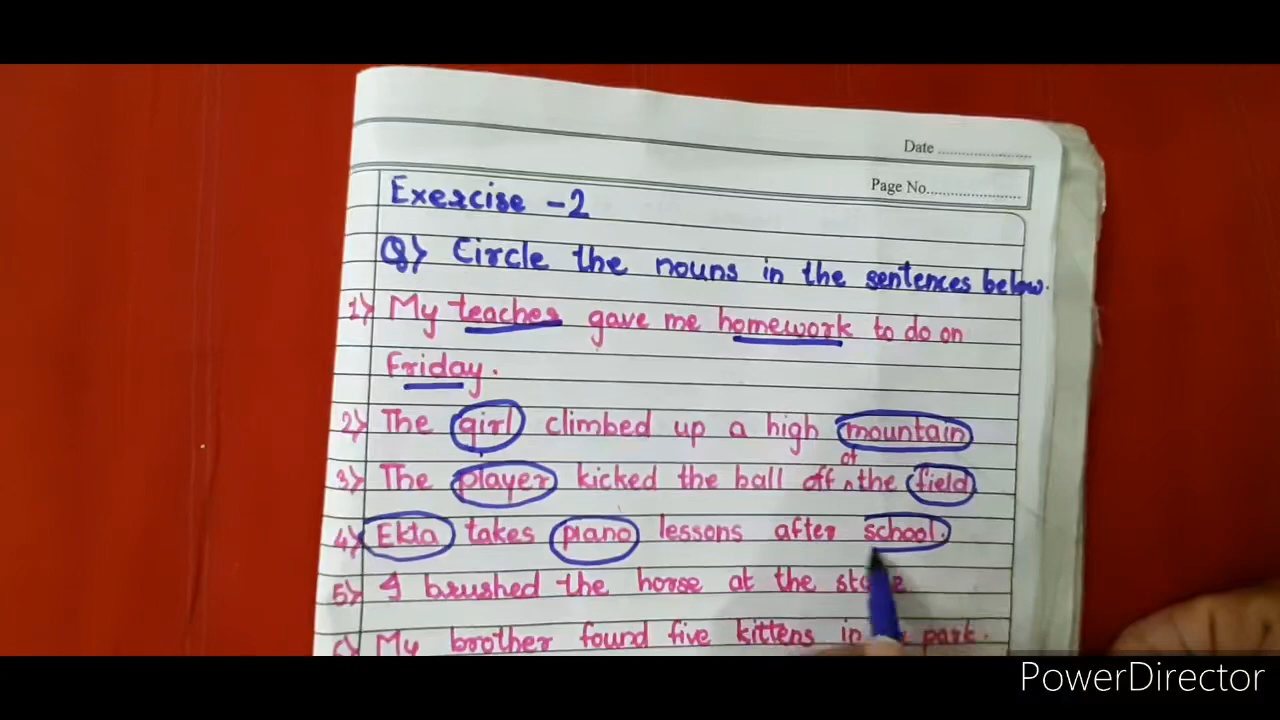 Date
Page No.
Exercise -2
Q) Circle the nouns in the sentences below.
1) My teacher gave me homework to do on
Friday.
2) The girl climbed up a high mountain
of
3) The player kicked the ball off ^ the field
4) Ekta takes piano lessons after school.
5) I brushed the horse at the
My brother found five kittens in park.
PowerDirector